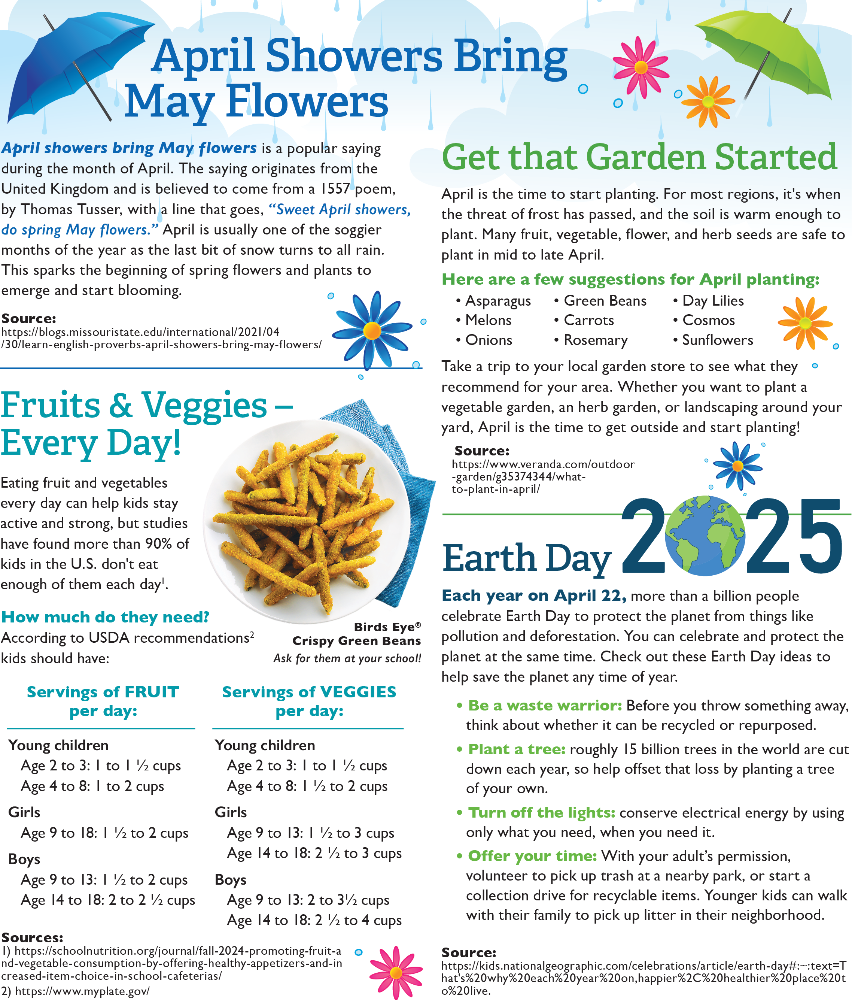 April Showers Bring
May Flowers
April showers bring May flowers is a popular saying
during the month of April. The saying originates from the
United Kingdom and is believed to come from a 1557 poem,
by Thomas Tusser, with a line that goes, “Sweet April showers,
do spring May flowers.” April is usually one of the soggier
months of the year as the last bit of snow turns to all rain.
This sparks the beginning of spring flowers and plants to
emerge and start blooming.
Source:
https://blogs.missouristate.edu/international/2021/04
/30/learn-english-proverbs-april-showers-bring-may-flowers/
Fruits & Veggies –
Every Day!
Eating fruit and vegetables
every day can help kids stay
active and strong, but studies
have found more than 90% of
kids in the U.S. don't eat
enough of them each day¹.
How much do they need?
According to USDA recommendations²
kids should have:
Birds Eye®
Crispy Green Beans
Ask for them at your school!
Servings of FRUIT
per day:
Young children
Age 2 to 3: 1 to 1 ½ cups
Age 4 to 8: 1 to 2 cups
Girls
Age 9 to 18: 1 ½ to 2 cups
Boys
Age 9 to 13: 1 ½ to 2 cups
Age 14 to 18: 2 to 2 ½ cups
Servings of VEGGIES
per day:
Young children
Age 2 to 3: 1 to 1 ½ cups
Age 4 to 8: 1 ½ to 2 cups
Girls
Age 9 to 13: 1 ½ to 3 cups
Age 14 to 18: 2 ½ to 3 cups
Boys
Age 9 to 13: 2 to 3½ cups
Age 14 to 18: 2 ½ to 4 cups
Sources:
1) https://schoolnutrition.org/journal/fall-2024-promoting-fruit-a
nd-vegetable-consumption-by-offering-healthy-appetizers-and-in
creased-item-choice-in-school-cafeterias/
2) https://www.myplate.gov/
Get that Garden Started
April is the time to start planting. For most regions, it's when
the threat of frost has passed, and the soil is warm enough to
plant. Many fruit, vegetable, flower, and herb seeds are safe to
plant in mid to late April.
Here are a few suggestions for April planting:
• Asparagus • Green Beans • Day Lilies
• Melons • Carrots • Cosmos
• Onions • Rosemary • Sunflowers
Take a trip to your local garden store to see what they
recommend for your area. Whether you want to plant a
vegetable garden, an herb garden, or landscaping around your
yard, April is the time to get outside and start planting!
Source:
https://www.veranda.com/outdoor
-garden/g35374344/what-
to-plant-in-april/
Earth Day 2025
Each year on April 22, more than a billion people
celebrate Earth Day to protect the planet from things like
pollution and deforestation. You can celebrate and protect the
planet at the same time. Check out these Earth Day ideas to
help save the planet any time of year.
• Be a waste warrior: Before you throw something away,
think about whether it can be recycled or repurposed.
• Plant a tree: roughly 15 billion trees in the world are cut
down each year, so help offset that loss by planting a tree
of your own.
• Turn off the lights: conserve electrical energy by using
only what you need, when you need it.
• Offer your time: With your adult’s permission,
volunteer to pick up trash at a nearby park, or start a
collection drive for recyclable items. Younger kids can walk
with their family to pick up litter in their neighborhood.
Source:
https://kids.nationalgeographic.com/celebrations/article/earth-day#:~:text=T
hat's%20why%20each%20year%20on,happier%2C%20healthier%20place%20t
o%20live.